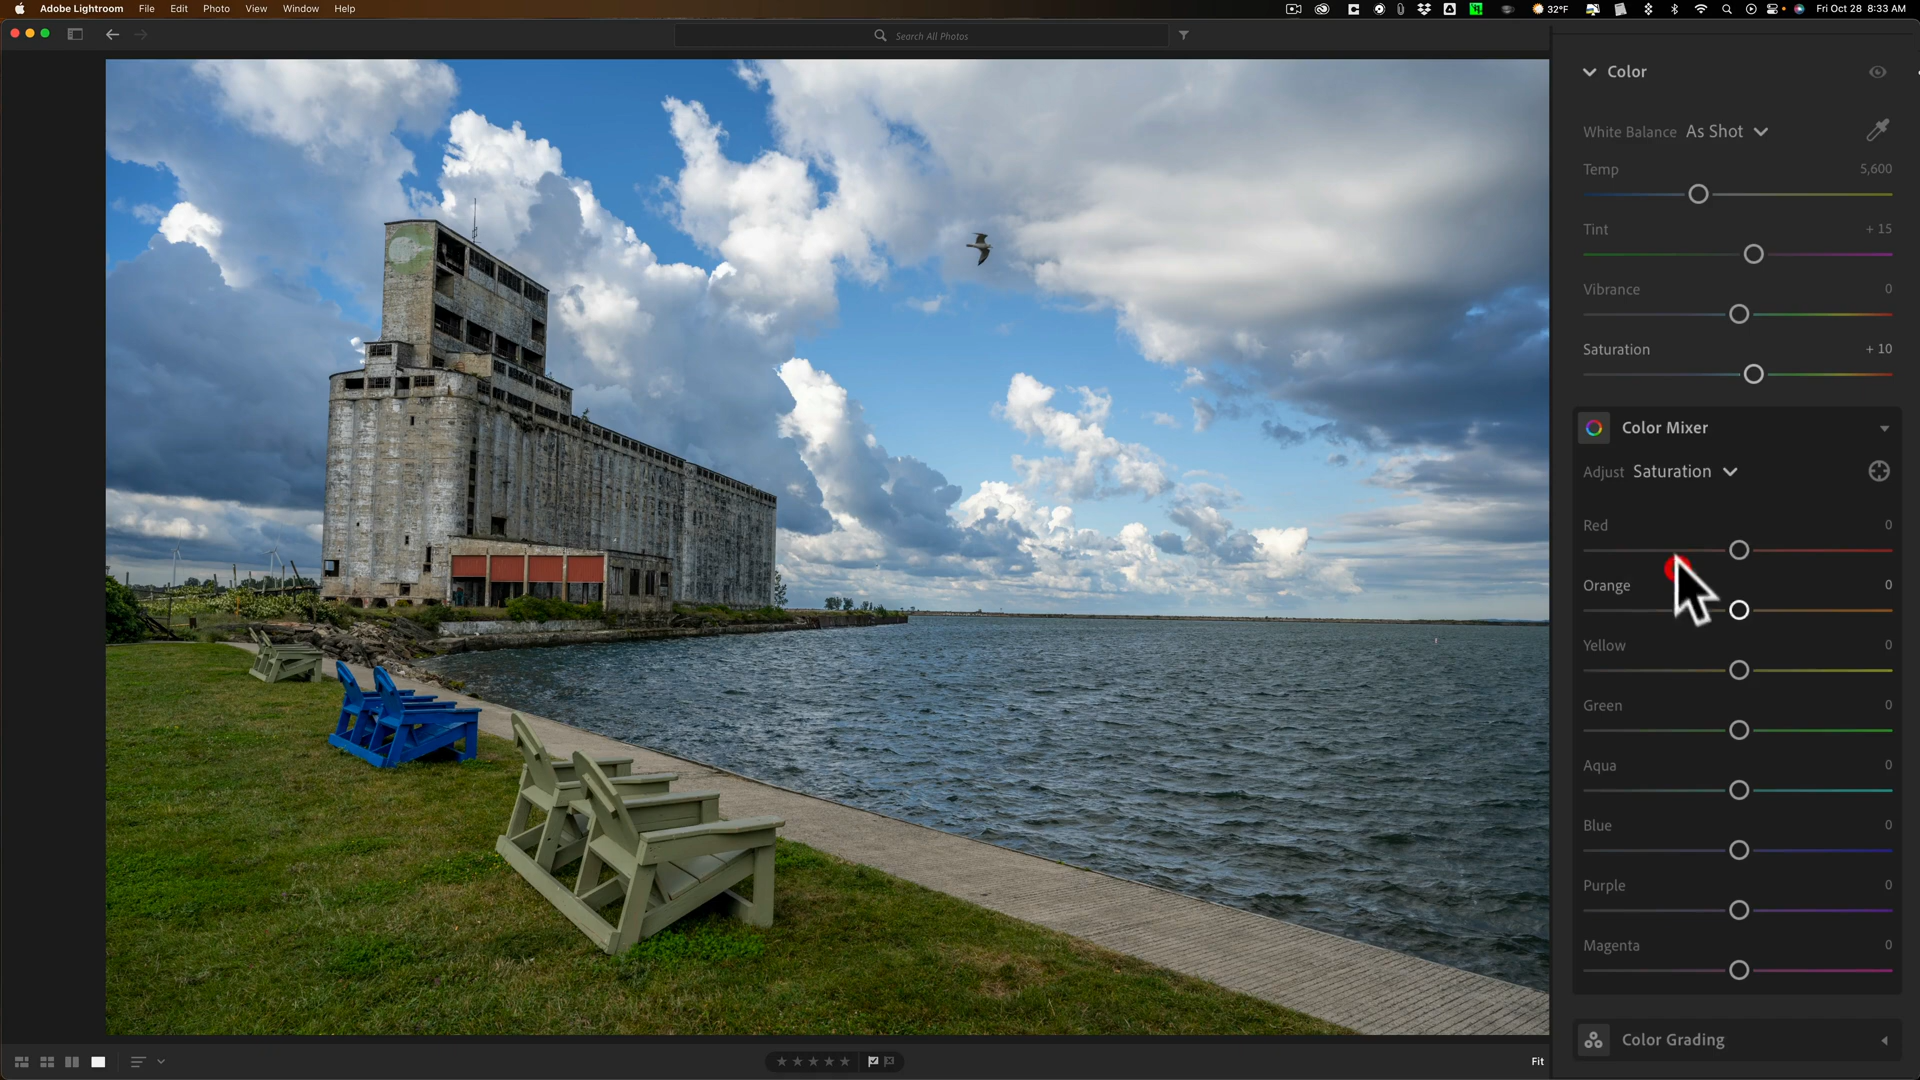 Adobe Lightroom File Edit Photo View Window Help 32°F Fri Oct 28 8:33 AM
Search All Photos
Color
White Balance As Shot
Temp 5,600
Tint + 15
Vibrance 0
Saturation + 10
Color Mixer
Adjust Saturation
Red 0
Orange 0
Yellow 0
Green 0
Aqua 0
Blue 0
Purple 0
Magenta 0
Color Grading
Fit